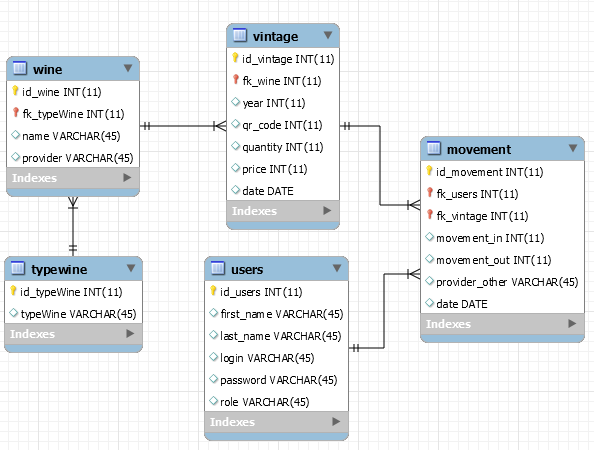 wine
id_wine INT(11)
fk_typeWine INT(11)
name VARCHAR(45)
provider VARCHAR(45)
Indexes
vintage
id_vintage INT(11)
fk_wine INT(11)
year INT(11)
qr_code INT(11)
quantity INT(11)
price INT(11)
date DATE
Indexes
movement
id_movement INT(11)
fk_users INT(11)
fk_vintage INT(11)
movement_in INT(11)
movement_out INT(11)
provider_other VARCHAR(45)
date DATE
Indexes
typewine
id_typeWine INT(11)
typeWine VARCHAR(45)
Indexes
users
id_users INT(11)
first_name VARCHAR(45)
last_name VARCHAR(45)
login VARCHAR(45)
password VARCHAR(45)
role VARCHAR(45)
Indexes